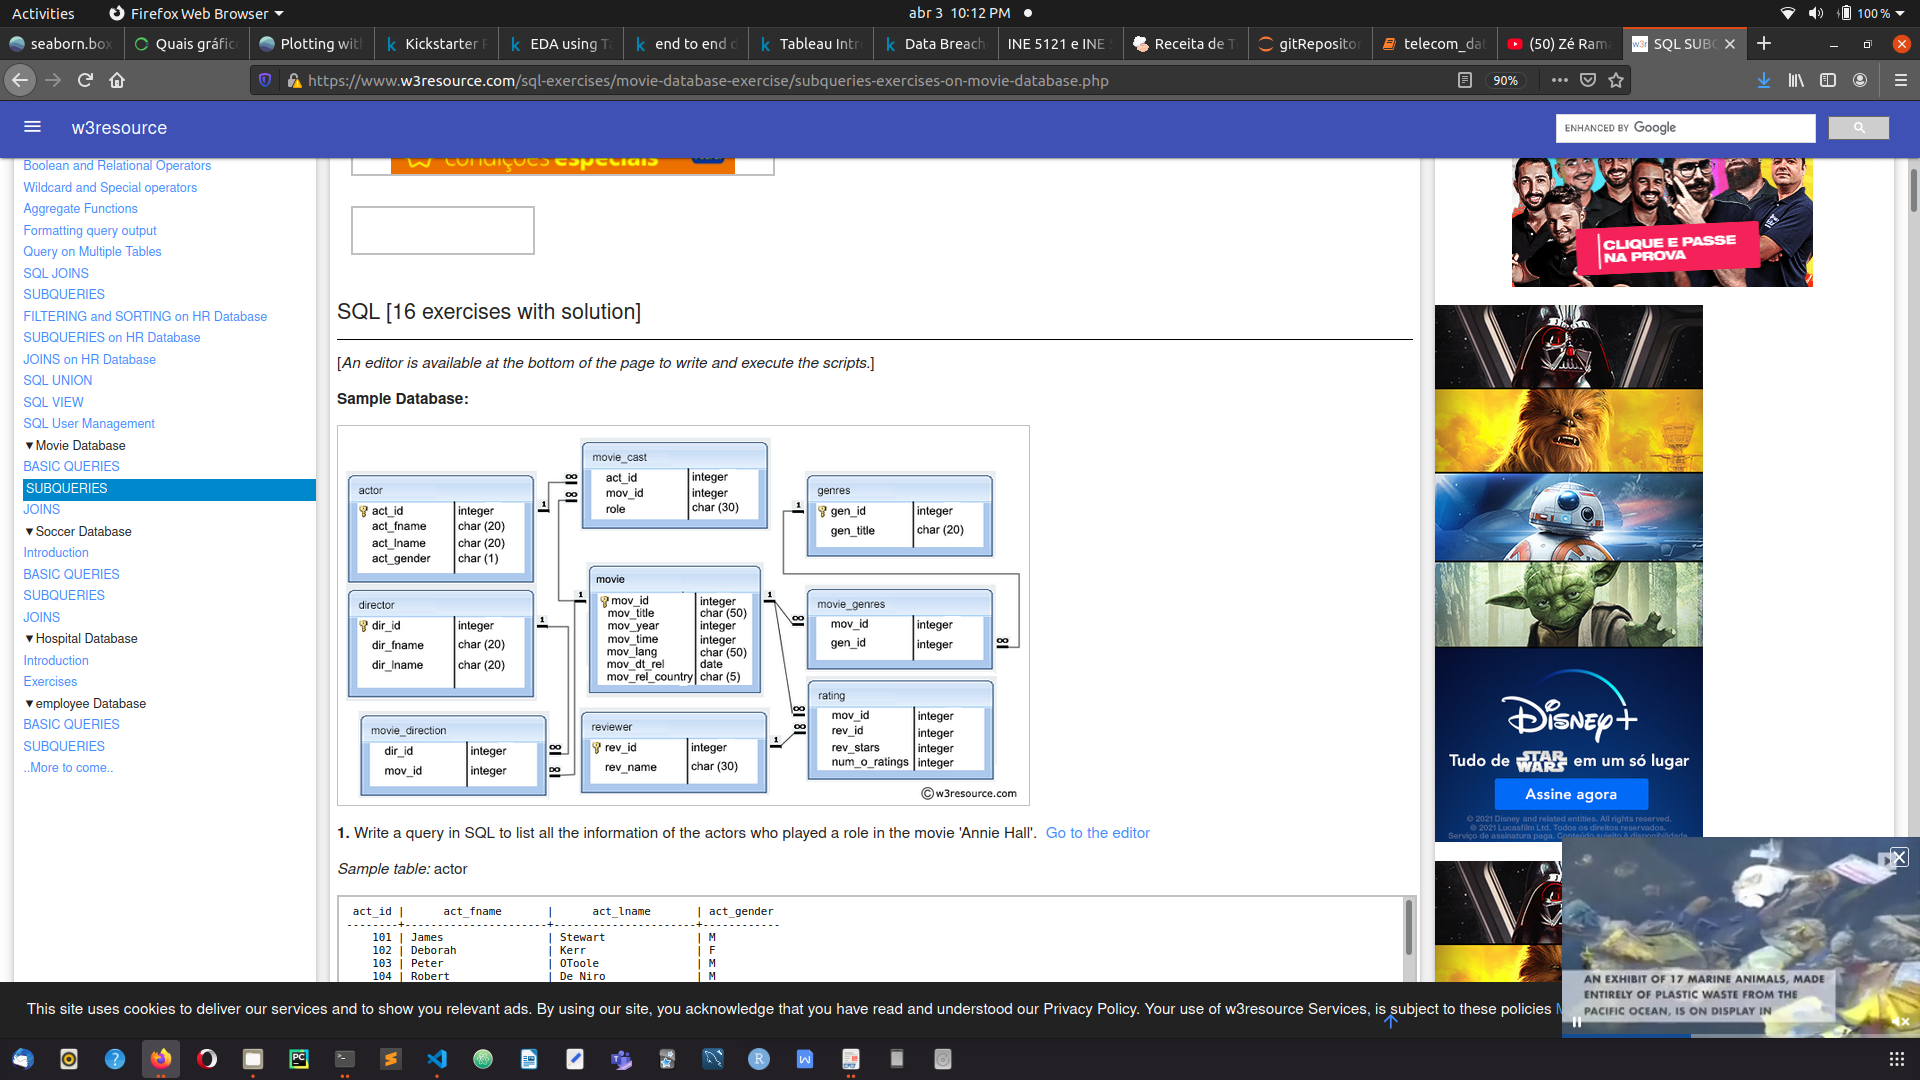 Activities
Firefox Web Browser
abr 3 10:12 PM
100 %
seaborn.box
Quais gráfic
Plotting with
Kickstarter P
EDA using Ta
end to end d
Tableau Intr
Data Breach
INE 5121 e INE
Receita de T
gitRepositor
telecom_dat
(50) Zé Rama
SQL SUBQ
https://www.w3resource.com/sql-exercises/movie-database-exercise/subqueries-exercises-on-movie-database.php
90%
w3resource
ENHANCED BY Google
Boolean and Relational Operators
Wildcard and Special operators
Aggregate Functions
Formatting query output
Query on Multiple Tables
SQL JOINS
SUBQUERIES
FILTERING and SORTING on HR Database
SUBQUERIES on HR Database
JOINS on HR Database
SQL UNION
SQL VIEW
SQL User Management
▼Movie Database
BASIC QUERIES
SUBQUERIES
JOINS
▼Soccer Database
Introduction
BASIC QUERIES
SUBQUERIES
JOINS
▼Hospital Database
Introduction
Exercises
▼employee Database
BASIC QUERIES
SUBQUERIES
..More to come..
condições especiais
SQL [16 exercises with solution]
[An editor is available at the bottom of the page to write and execute the scripts.]
Sample Database:
actor
act_id integer
act_fname char (20)
act_lname char (20)
act_gender char (1)
director
dir_id integer
dir_fname char (20)
dir_lname char (20)
movie_direction
dir_id integer
mov_id integer
movie_cast
act_id integer
mov_id integer
role char (30)
movie
mov_id integer
mov_title char (50)
mov_year integer
mov_time integer
mov_lang char (50)
mov_dt_rel date
mov_rel_country char (5)
reviewer
rev_id integer
rev_name char (30)
genres
gen_id integer
gen_title char (20)
movie_genres
mov_id integer
gen_id integer
rating
mov_id integer
rev_id integer
rev_stars integer
num_o_ratings integer
1 ∞
∞
1
1
∞
∞
1
1
∞
∞
∞
∞
1
1
∞
©w3resource.com
1. Write a query in SQL to list all the information of the actors who played a role in the movie 'Annie Hall'. Go to the editor
Sample table: actor
act_id | act_fname | act_lname | act_gender
--------+----------------------+----------------------+------------
101 | James | Stewart | M
102 | Deborah | Kerr | F
103 | Peter | OToole | M
104 | Robert | De Niro | M
CLIQUE E PASSE
NA PROVA
Disney+
Tudo de STAR WARS em um só lugar
Assine agora
© 2021 Disney and related entities. All rights reserved.
© 2021 Lucasfilm Ltd. Todos os direitos reservados.
Serviço de assinatura paga. Conteúdo sujeito à disponibilidade.
AN EXHIBIT OF 17 MARINE ANIMALS, MADE
ENTIRELY OF PLASTIC WASTE FROM THE
PACIFIC OCEAN, IS ON DISPLAY IN
This site uses cookies to deliver our services and to show you relevant ads. By using our site, you acknowledge that you have read and understood our Privacy Policy. Your use of w3resource Services, is subject to these policies